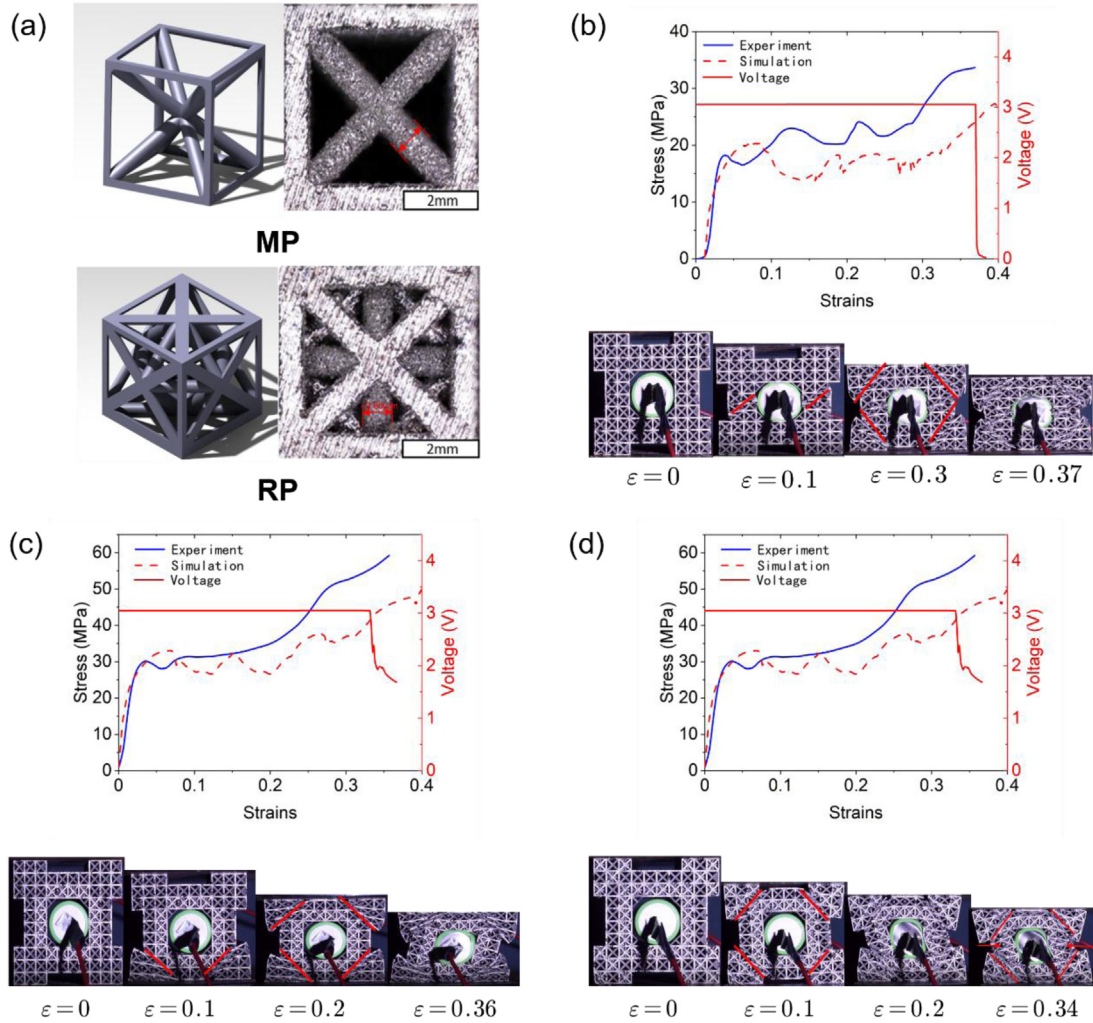 (a)
2mm
MP
2mm
RP
(b)
Experiment
Simulation
Voltage
Stress (MPa)
Voltage (V)
40
30
20
10
0
4
3
2
1
0
0 0.1 0.2 0.3 0.4
Strains
ε=0 ε=0.1 ε=0.3 ε=0.37
(c)
Experiment
Simulation
Voltage
Stress (MPa)
Voltage (V)
60
50
40
30
20
10
0
4
3
2
1
0
0 0.1 0.2 0.3 0.4
Strains
ε=0 ε=0.1 ε=0.2 ε=0.36
(d)
Experiment
Simulation
Voltage
Stress (MPa)
Voltage (V)
60
50
40
30
20
10
0
4
3
2
1
0
0 0.1 0.2 0.3 0.4
Strains
ε=0 ε=0.1 ε=0.2 ε=0.34